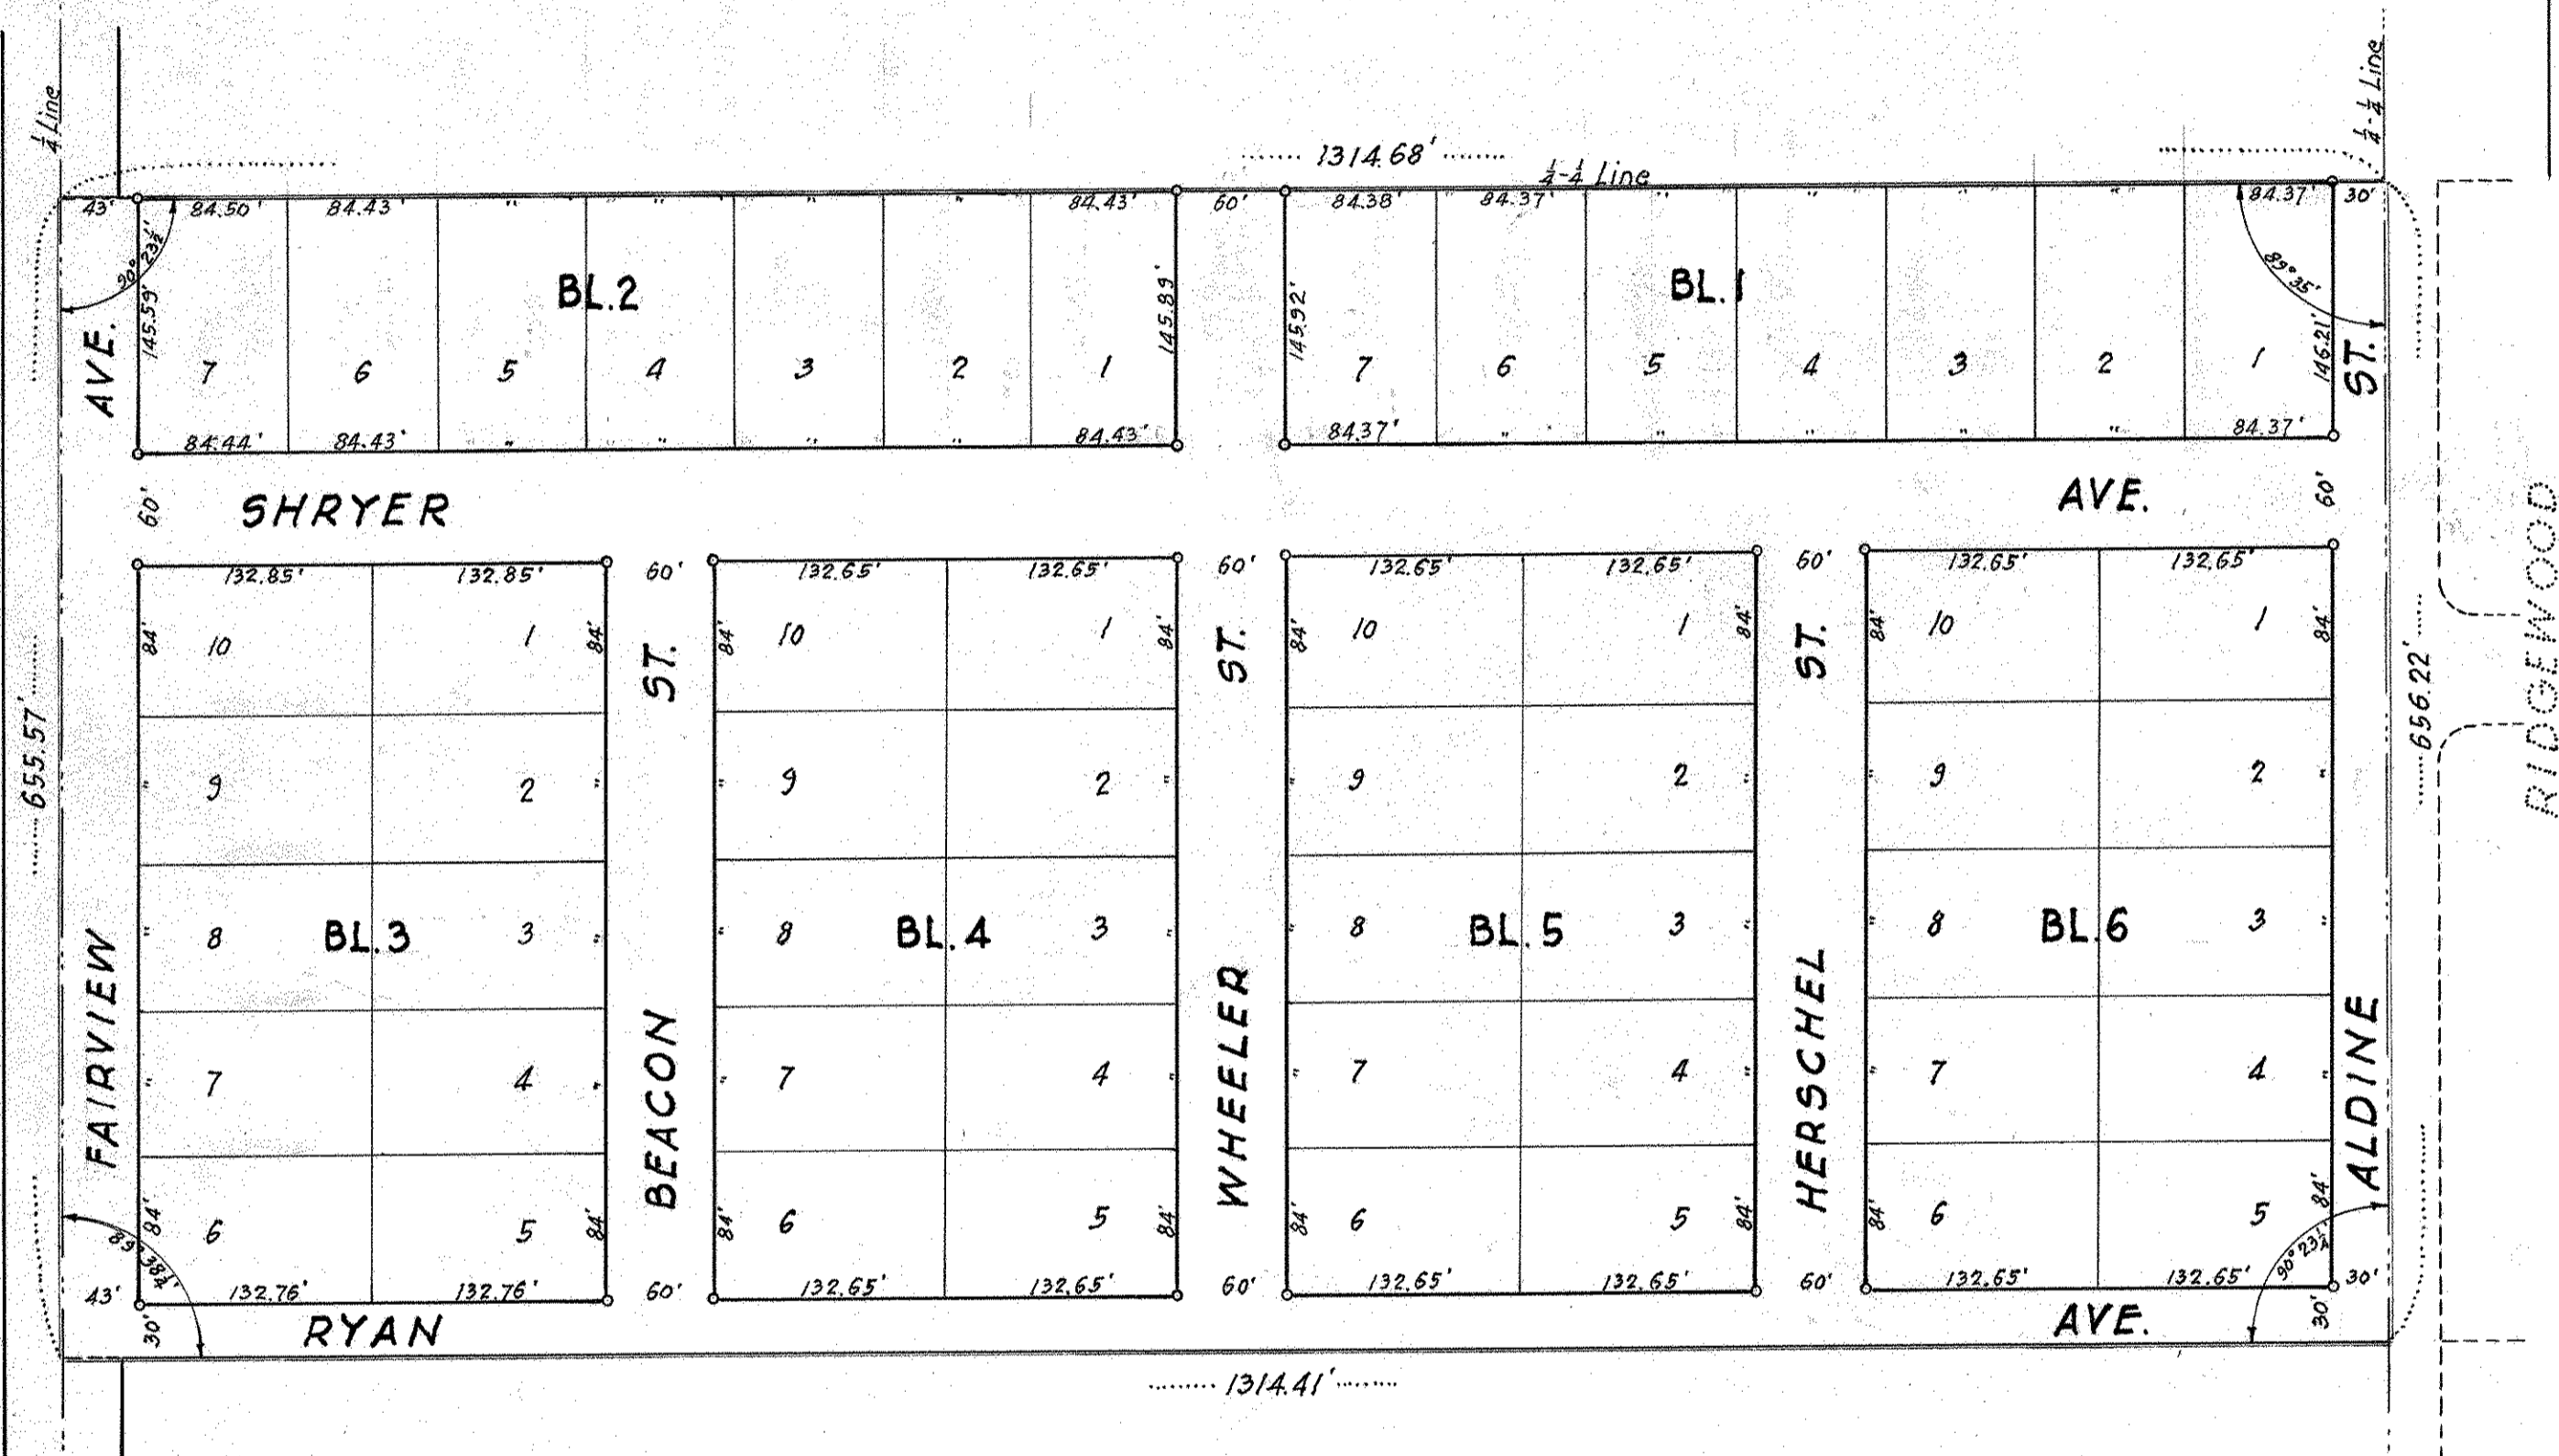 ¼ Line
¼-¼ Line
1314.68'
¼-¼ Line
43' 84.50' 84.43' " " " " 84.43' 60' 84.38' 84.37' " " " " 84.37' 30'
90° 23½'
89° 35'
145.59'
145.89'
145.92'
146.21'
BL.2
BL.1
7 6 5 4 3 2 1
7 6 5 4 3 2 1
84.44' 84.43' " " " " 84.43'
84.37' " " " " " 84.37'
SHRYER AVE.
60'
60'
132.85' 132.85' 60' 132.65' 132.65' 60' 132.65' 132.65' 60' 132.65' 132.65'
84' 10 1 84' 84' 10 1 84' 84' 10 1 84' 84' 10 1 84'
" 9 2 " " 9 2 " " 9 2 " " 9 2 "
" 8 BL.3 3 " " 8 BL.4 3 " " 8 BL.5 3 " " 8 BL.6 3 "
" 7 4 " " 7 4 " " 7 4 " " 7 4 "
84' 6 5 84' 84' 6 5 84' 84' 6 5 84' 84' 6 5 84'
43' 132.76' 132.76' 60' 132.65' 132.65' 60' 132.65' 132.65' 60' 132.65' 132.65' 30'
90° 23¼'
30'
30'
RYAN AVE.
1314.41'
655.57'
656.22'
FAIRVIEW AVE.
BEACON ST.
WHEELER ST.
HERSCHEL ST.
ALDINE ST.
RIDGEWOOD